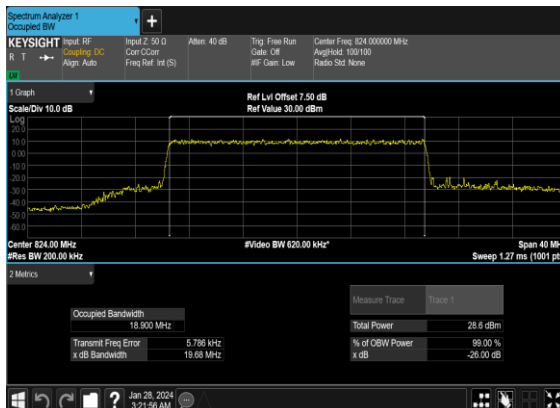 Spectrum Analyzer 1
Occupied BW
KEYSIGHT
R T
Input: RF
Coupling: DC
Align: Auto
Input Z: 50 Ω
Corr CCorr
Freq Ref: Int (S)
Atten: 40 dB
Trig: Free Run
Gate: Off
#IF Gain: Low
Center Freq: 824.000000 MHz
Avg|Hold: 100/100
Radio Std: None
1 Graph
Scale/Div 10.0 dB
Ref Lvl Offset 7.50 dB
Ref Value 30.00 dBm
Log
20.0
10.0
0.00
-10.0
-20.0
-30.0
-40.0
-50.0
-60.0
Center 824.00 MHz
#Res BW 200.00 kHz
#Video BW 620.00 kHz*
Span 40 M
Sweep 1.27 ms (1001 pt
2 Metrics
Occupied Bandwidth
18.900 MHz
Transmit Freq Error 5.786 kHz
x dB Bandwidth 19.68 MHz
Measure Trace Trace 1
Total Power 28.6 dBm
% of OBW Power 99.00 %
x dB -26.00 dB
Jan 28, 2024
3:21:56 AM